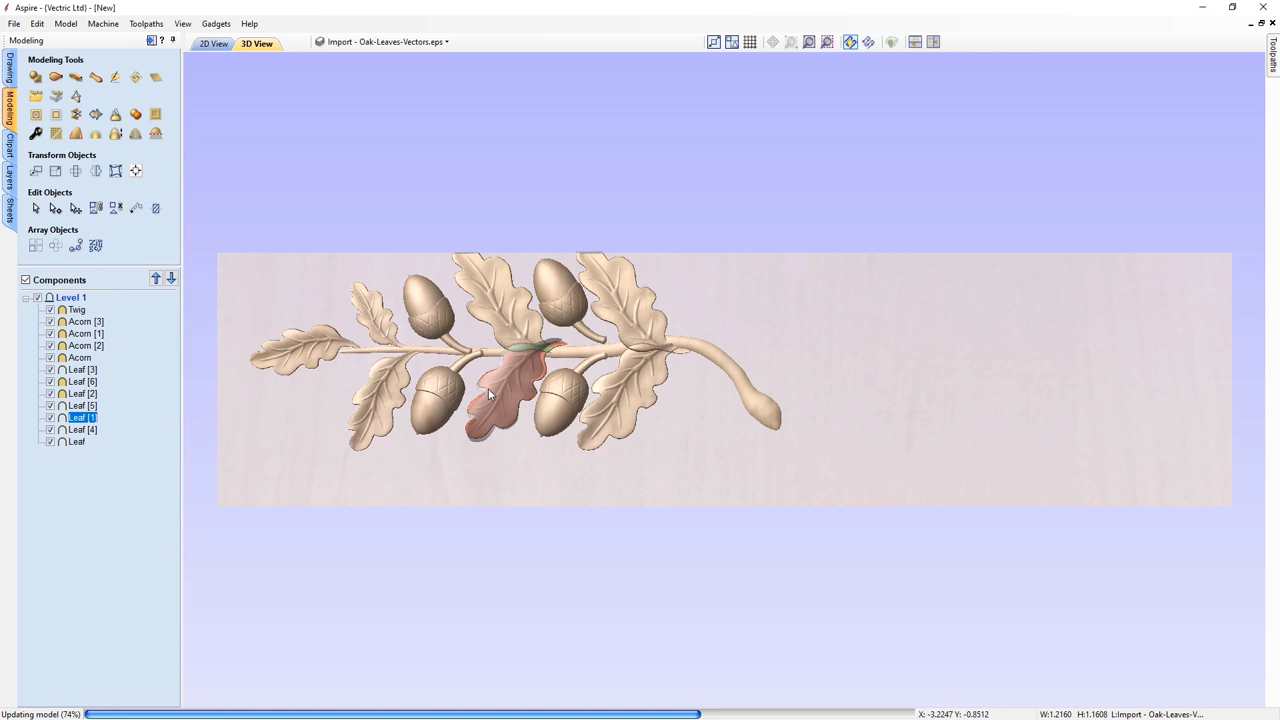 Aspire - {Vectric Ltd} - [New]
File Edit Model Machine Toolpaths View Gadgets Help
Modeling
2D View 3D View Import - Oak-Leaves-Vectors.eps
Drawing
Modeling
Clipart
Layers
Sheets
Toolpaths
Modeling Tools
Transform Objects
Edit Objects
Array Objects
Components
Level 1
Twig
Acorn [3]
Acorn [1]
Acorn [2]
Acorn
Leaf [3]
Leaf [6]
Leaf [2]
Leaf [5]
Leaf [1]
Leaf [4]
Leaf
Updating model (74%) X: -3.2247 Y: -0.8512 W:1.2160 H:1.1608 L:Import - Oak-Leaves-V...